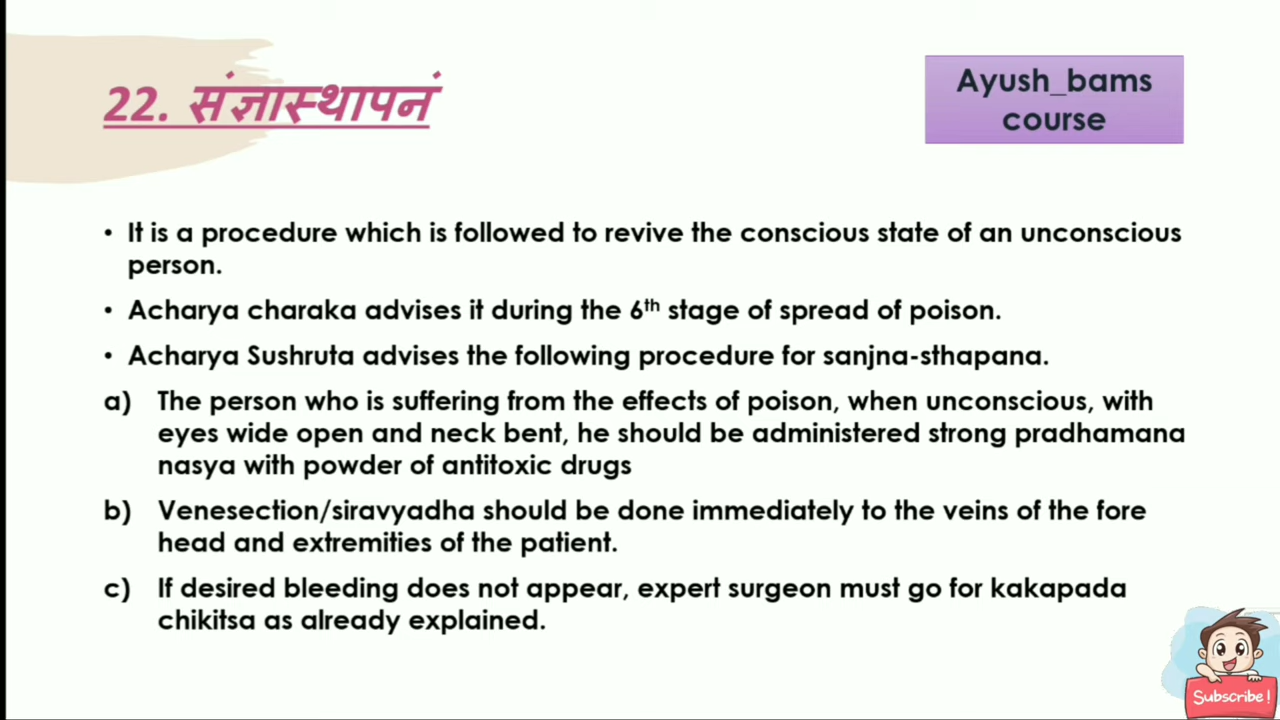 22. संज्ञास्थापनं
Ayush_bams
course
• It is a procedure which is followed to revive the conscious state of an unconscious
person.
• Acharya charaka advises it during the 6th stage of spread of poison.
• Acharya Sushruta advises the following procedure for sanjna-sthapana.
a) The person who is suffering from the effects of poison, when unconscious, with
eyes wide open and neck bent, he should be administered strong pradhamana
nasya with powder of antitoxic drugs
b) Venesection/siravyadha should be done immediately to the veins of the fore
head and extremities of the patient.
c) If desired bleeding does not appear, expert surgeon must go for kakapada
chikitsa as already explained.
Subscribe!